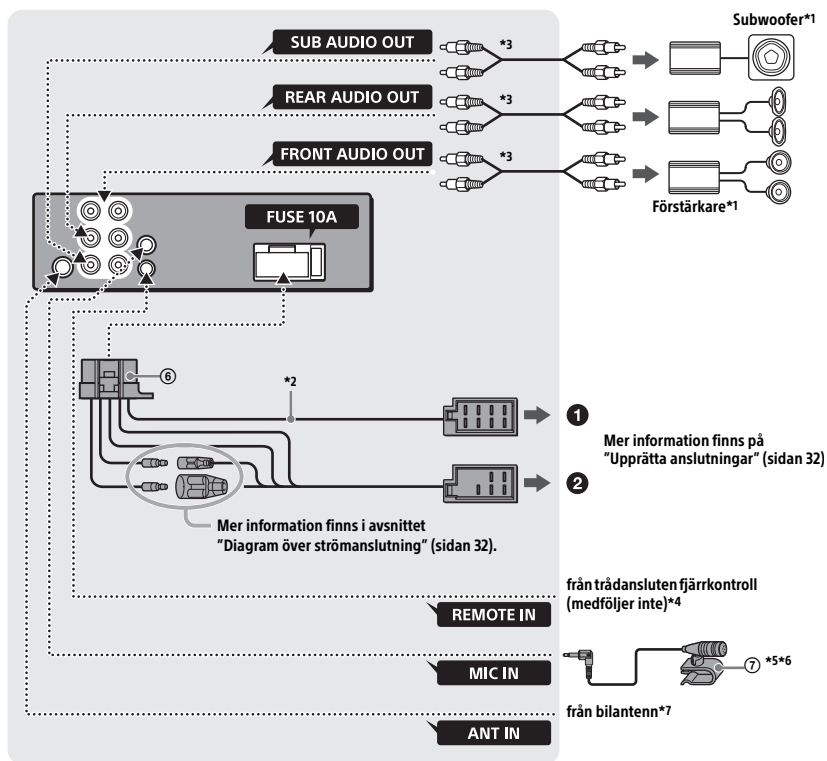 Subwoofer*1
SUB AUDIO OUT
*3
REAR AUDIO OUT
*3
FRONT AUDIO OUT
*3
Förstärkare*1
FUSE 10A
⑥
*2
❶
Mer information finns på
"Upprätta anslutningar" (sidan 32)
❷
Mer information finns i avsnittet
"Diagram över strömanslutning" (sidan 32).
från trådansluten fjärrkontroll
(medföljer inte)*4
REMOTE IN
⑦ *5*6
MIC IN
från bilantenn*7
ANT IN